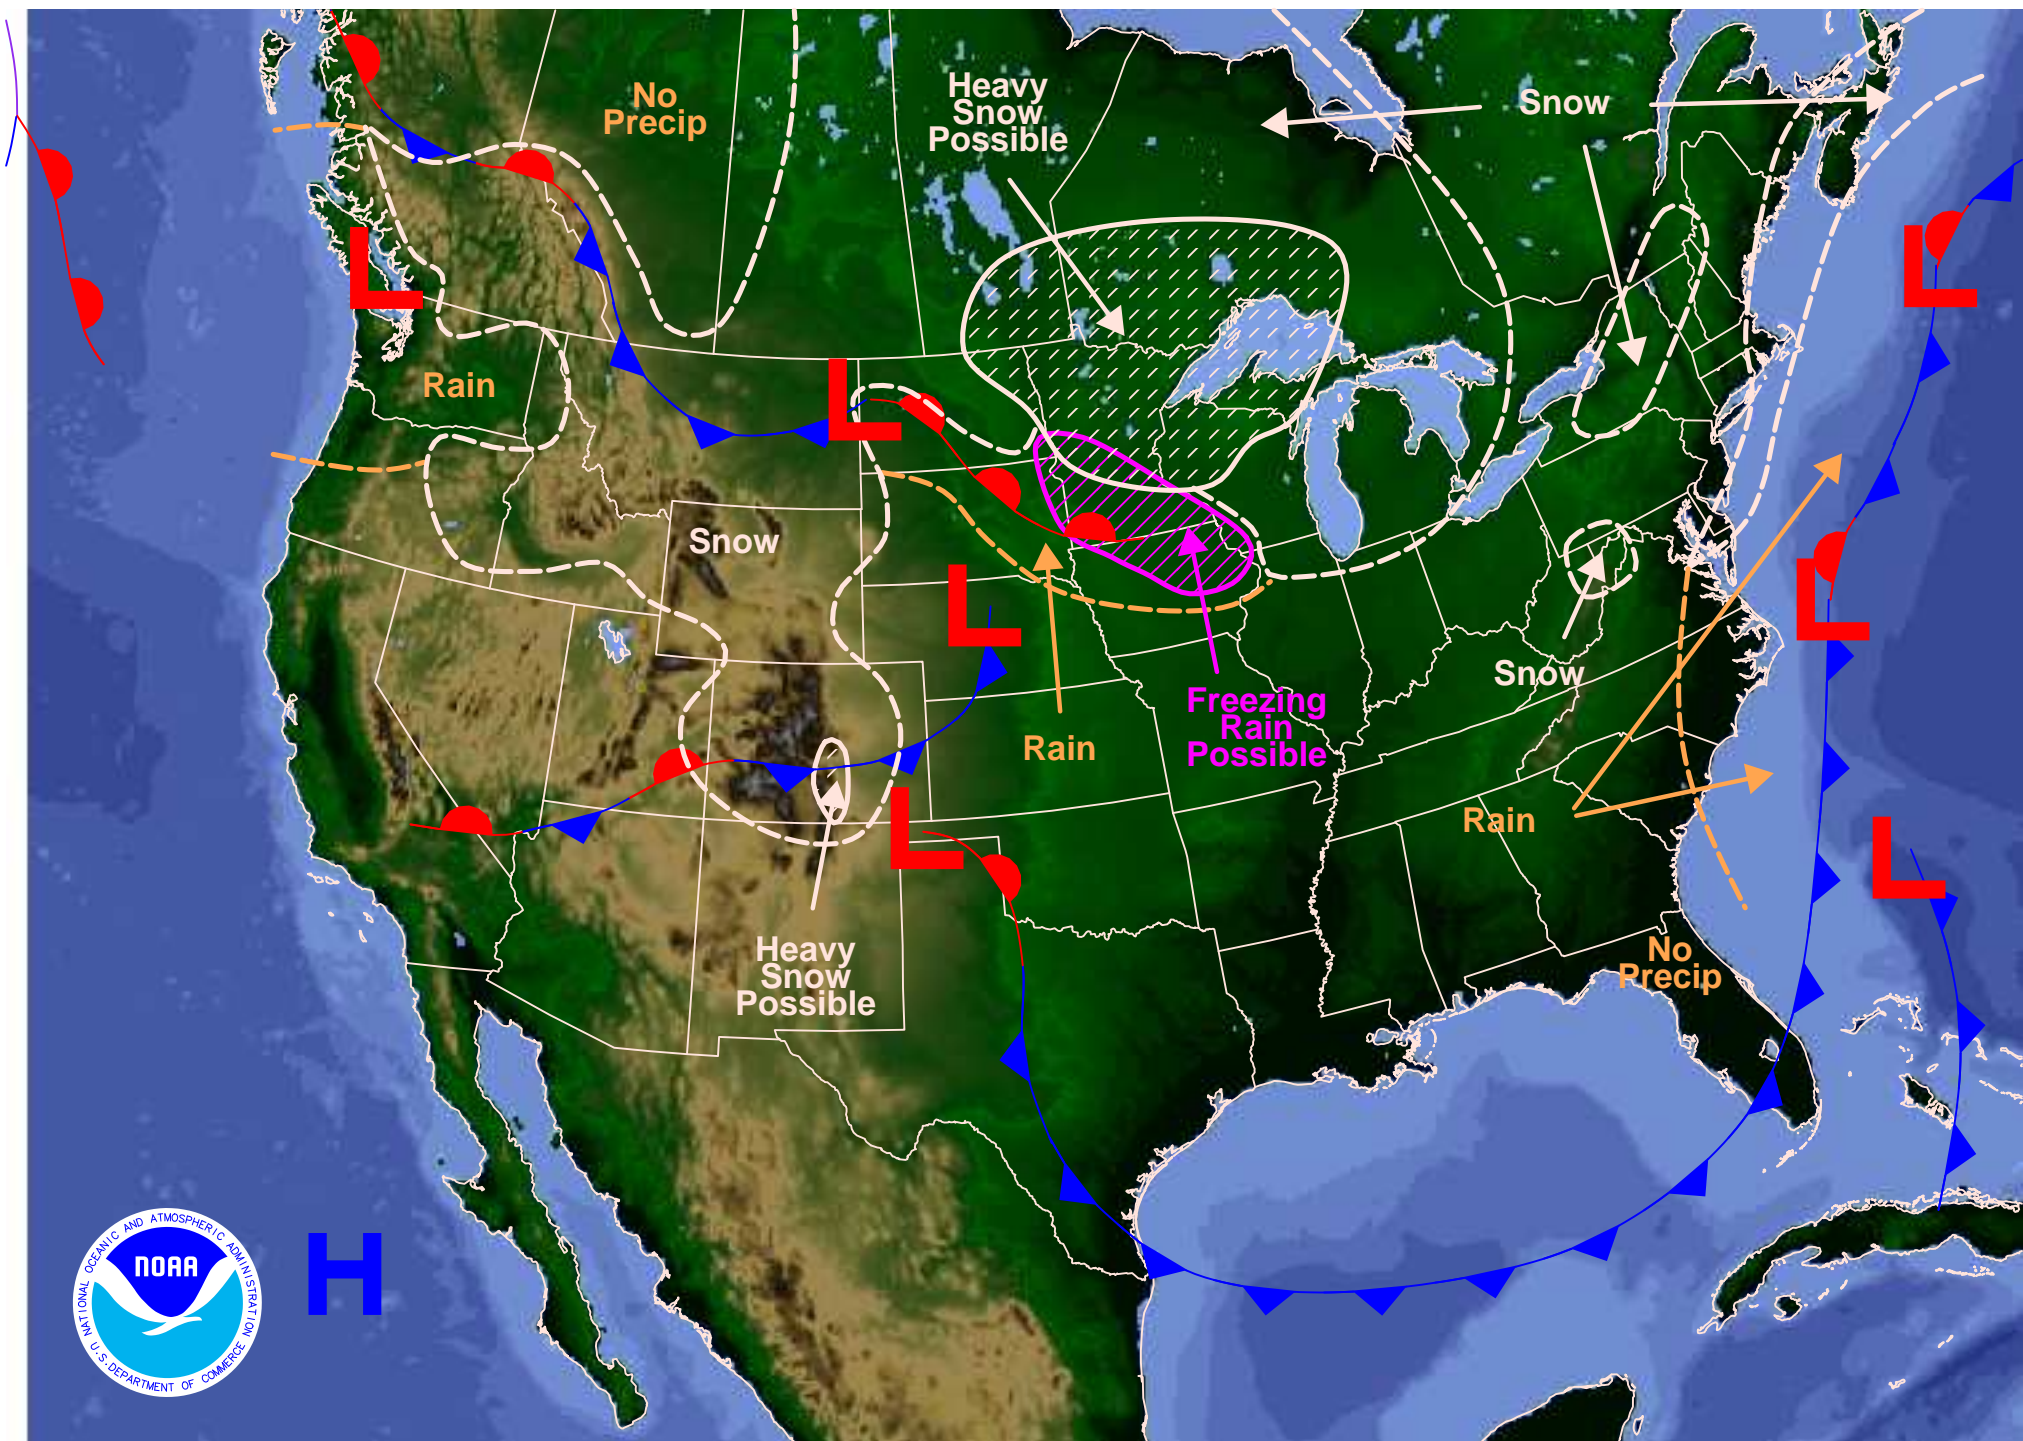 No
Precip
Heavy
Snow
Possible
Snow
L
L
Rain
L
Snow
L
L
Snow
Freezing
Rain
Possible
Rain
L
Rain
L
Heavy
Snow
Possible
No
Precip
H
NATIONAL OCEANIC AND ATMOSPHERIC ADMINISTRATION
NOAA
U.S. DEPARTMENT OF COMMERCE